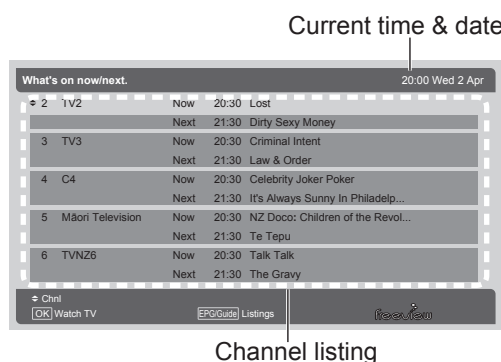 Current time & date
What's on now/next. 20:00 Wed 2 Apr
2 TV2 Now 20:30 Lost
Next 21:30 Dirty Sexy Money
3 TV3 Now 20:30 Criminal Intent
Next 21:30 Law & Order
4 C4 Now 20:30 Celebrity Joker Poker
Next 21:30 It's Always Sunny In Philadelp...
5 Māori Television Now 20:30 NZ Doco: Children of the Revol...
Next 21:30 Te Tepu
6 TVNZ6 Now 20:30 Talk Talk
Next 21:30 The Gravy
Chnl
OK Watch TV EPG/Guide Listings freeview
Channel listing